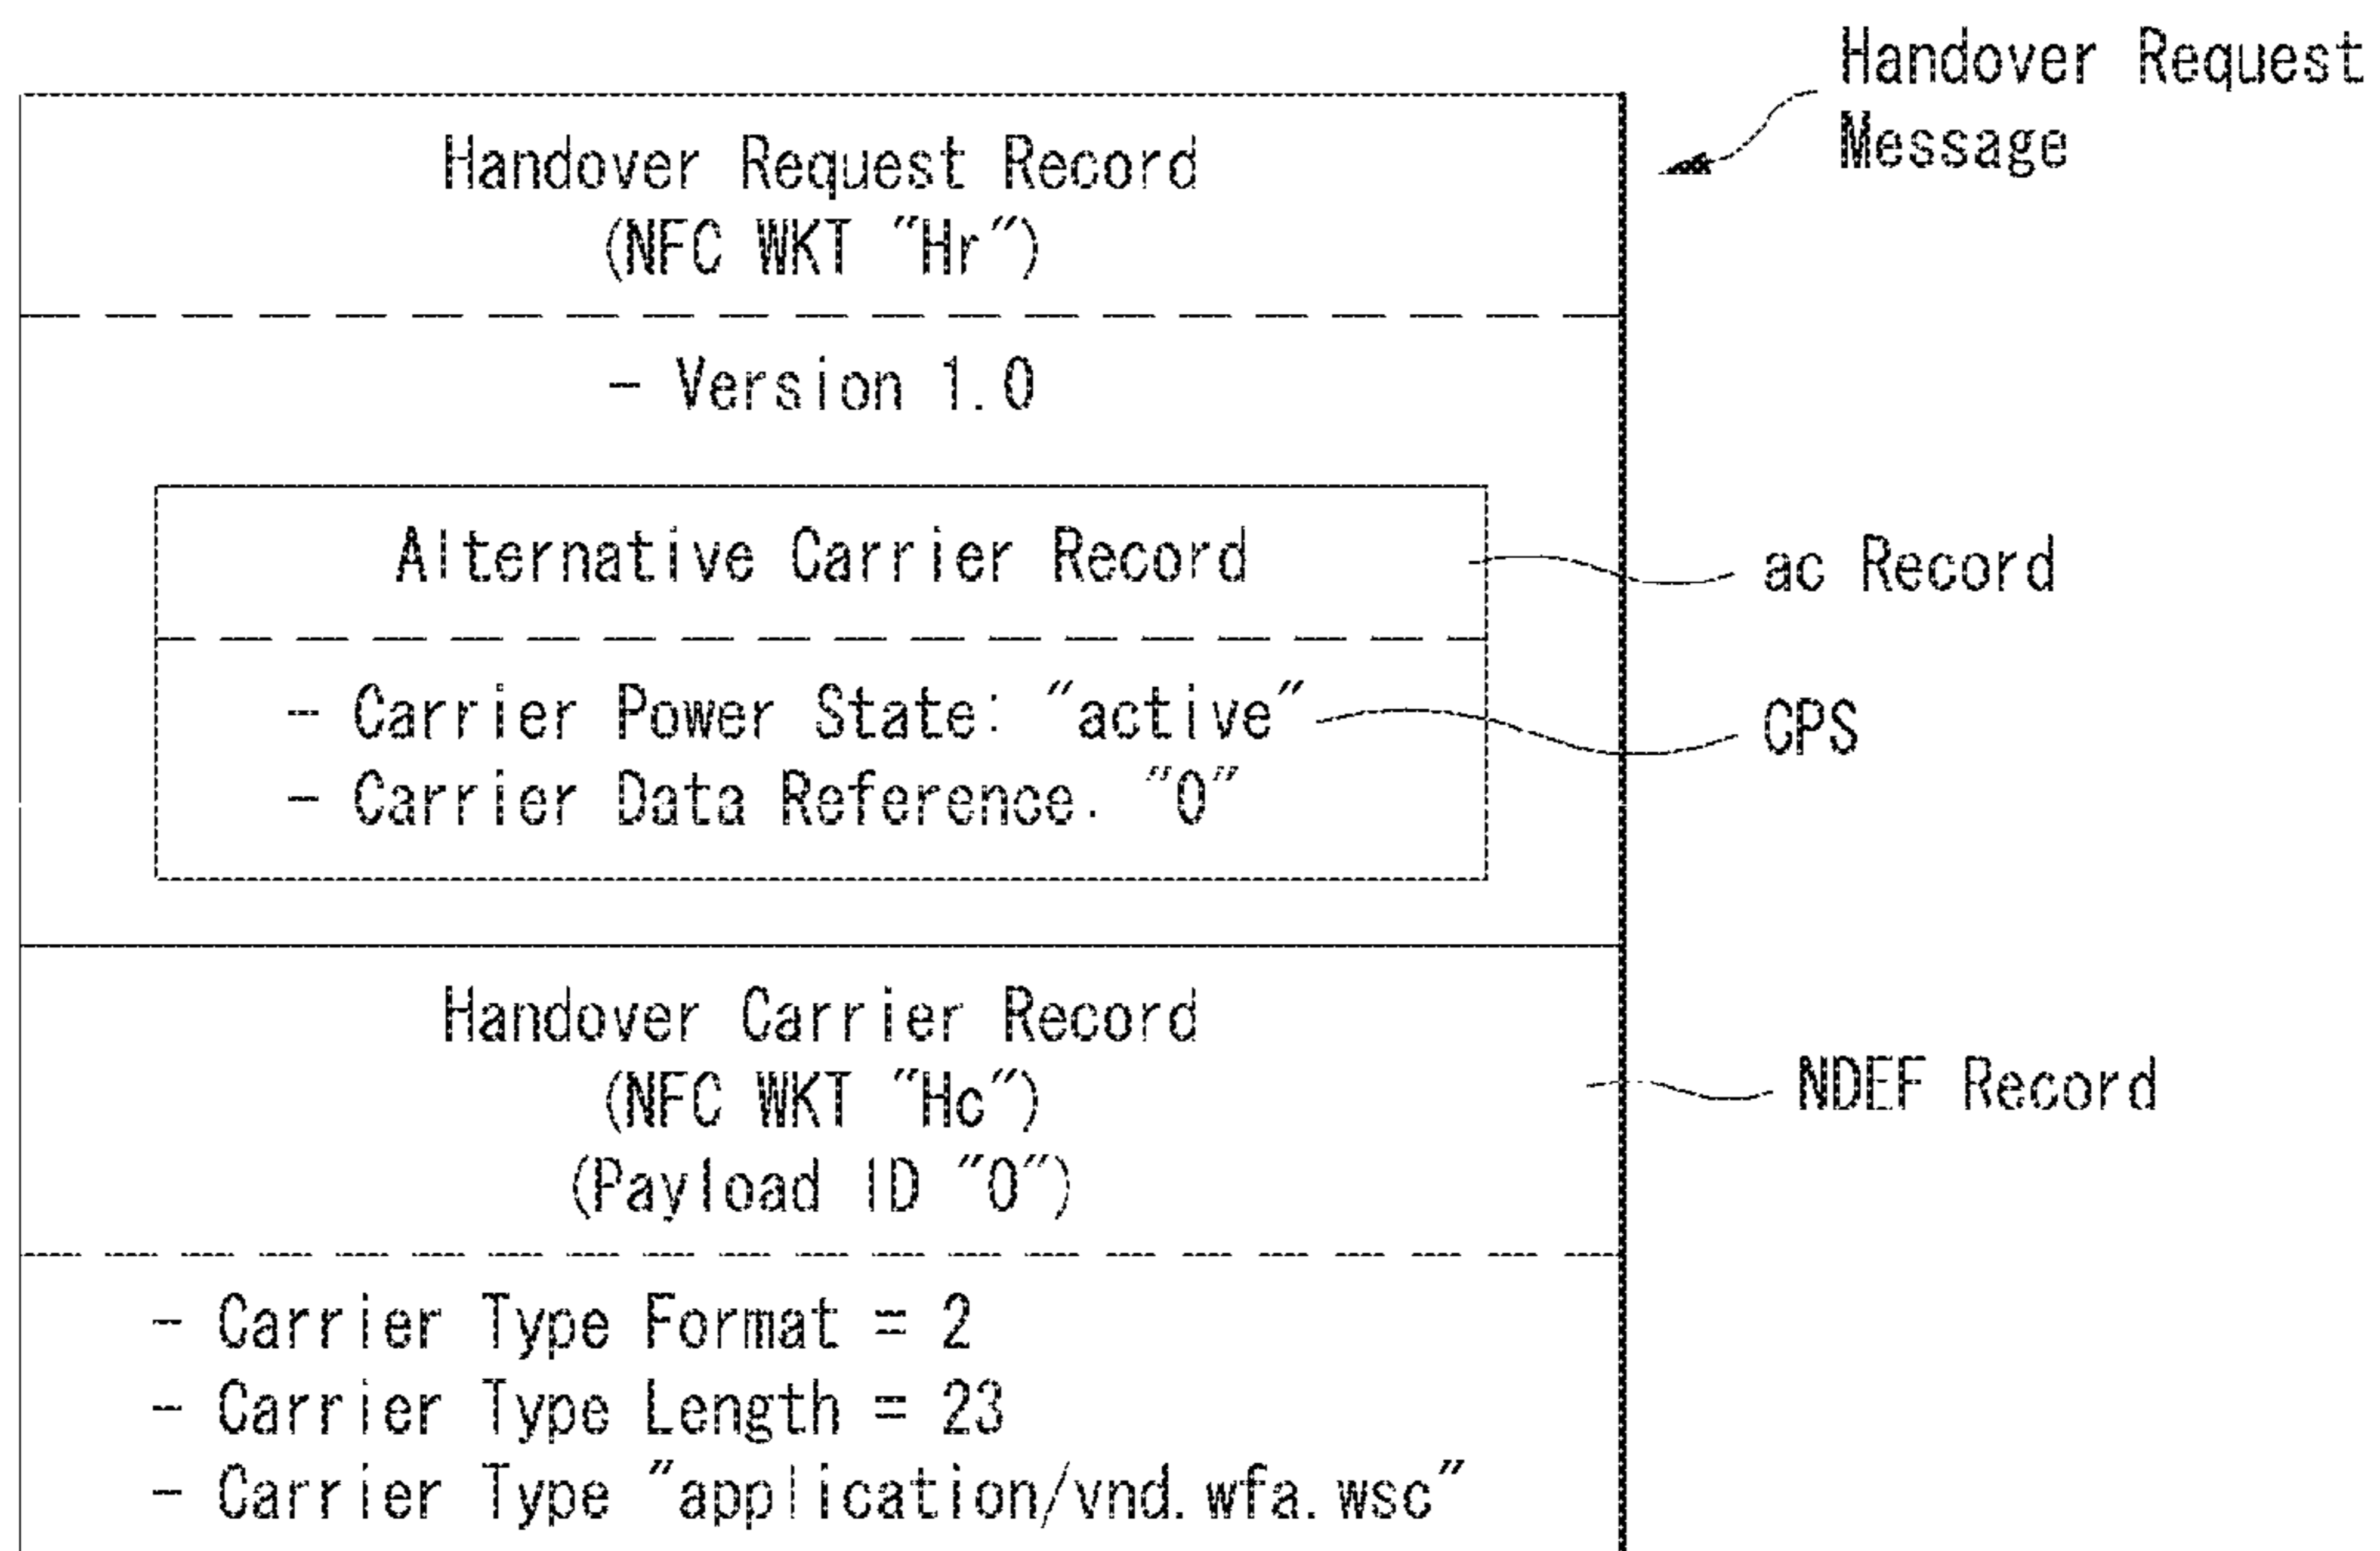 Handover Request
Message
Handover Request Record
(NFC WKT "Hr")
- Version 1.0
Alternative Carrier Record
ac Record
- Carrier Power State: "active"
CPS
- Carrier Data Reference. "0"
Handover Carrier Record
(NFC WKT "Hc")
NDEF Record
(Payload ID "0")
- Carrier Type Format = 2
- Carrier Type Length = 23
- Carrier Type "application/vnd.wfa.wsc"